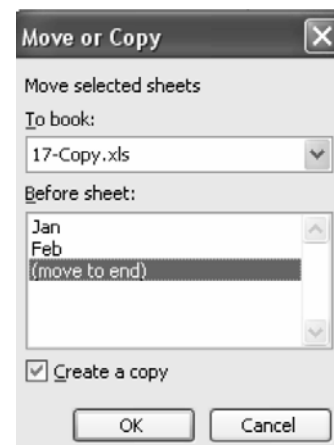 Move or Copy
Move selected sheets
To book:
17-Copy.xls
Before sheet:
Jan
Feb
(move to end)
Create a copy
OK Cancel